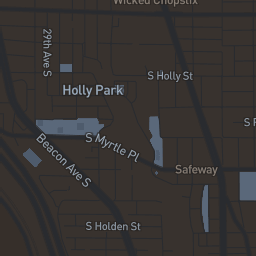 Wicked Chopstix
29th Ave S
S Holly St
Holly Park
S Myrtle Pl
Beacon Ave S
Safeway
S Holden St